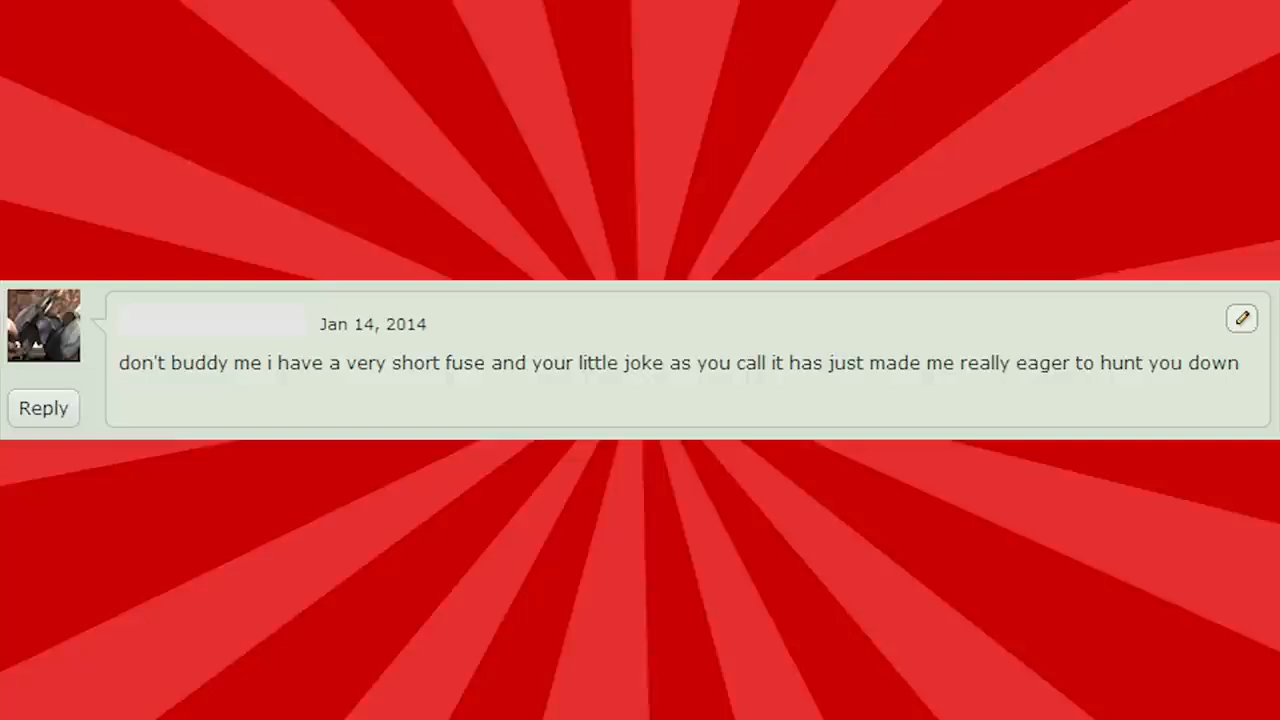 Jan 14, 2014
don't buddy me i have a very short fuse and your little joke as you call it has just made me really eager to hunt you down
Reply